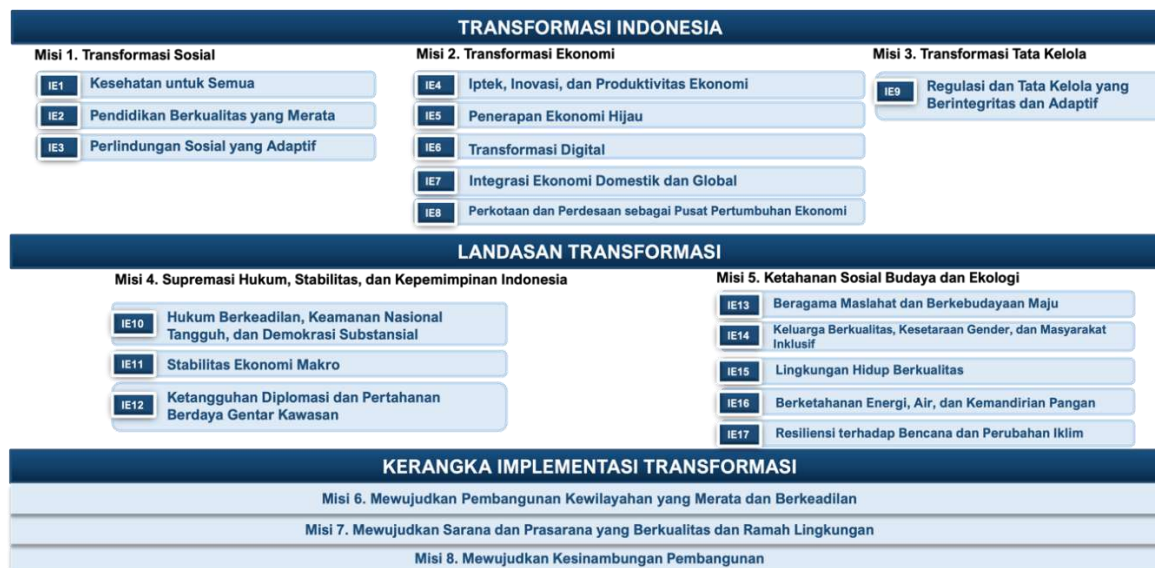 TRANSFORMASI INDONESIA
Misi 1. Transformasi Sosial
IE1 Kesehatan untuk Semua
IE2 Pendidikan Berkualitas yang Merata
IE3 Perlindungan Sosial yang Adaptif
Misi 2. Transformasi Ekonomi
IE4 Iptek, Inovasi, dan Produktivitas Ekonomi
IE5 Penerapan Ekonomi Hijau
IE6 Transformasi Digital
IE7 Integrasi Ekonomi Domestik dan Global
IE8 Perkotaan dan Perdesaan sebagai Pusat Pertumbuhan Ekonomi
Misi 3. Transformasi Tata Kelola
IE9 Regulasi dan Tata Kelola yang
Berintegritas dan Adaptif
LANDASAN TRANSFORMASI
Misi 4. Supremasi Hukum, Stabilitas, dan Kepemimpinan Indonesia
IE10 Hukum Berkeadilan, Keamanan Nasional
Tangguh, dan Demokrasi Substansial
IE11 Stabilitas Ekonomi Makro
IE12 Ketangguhan Diplomasi dan Pertahanan
Berdaya Gentar Kawasan
Misi 5. Ketahanan Sosial Budaya dan Ekologi
IE13 Beragama Maslahat dan Berkebudayaan Maju
IE14 Keluarga Berkualitas, Kesetaraan Gender, dan Masyarakat
Inklusif
IE15 Lingkungan Hidup Berkualitas
IE16 Berketahanan Energi, Air, dan Kemandirian Pangan
IE17 Resiliensi terhadap Bencana dan Perubahan Iklim
KERANGKA IMPLEMENTASI TRANSFORMASI
Misi 6. Mewujudkan Pembangunan Kewilayahan yang Merata dan Berkeadilan
Misi 7. Mewujudkan Sarana dan Prasarana yang Berkualitas dan Ramah Lingkungan
Misi 8. Mewujudkan Kesinambungan Pembangunan